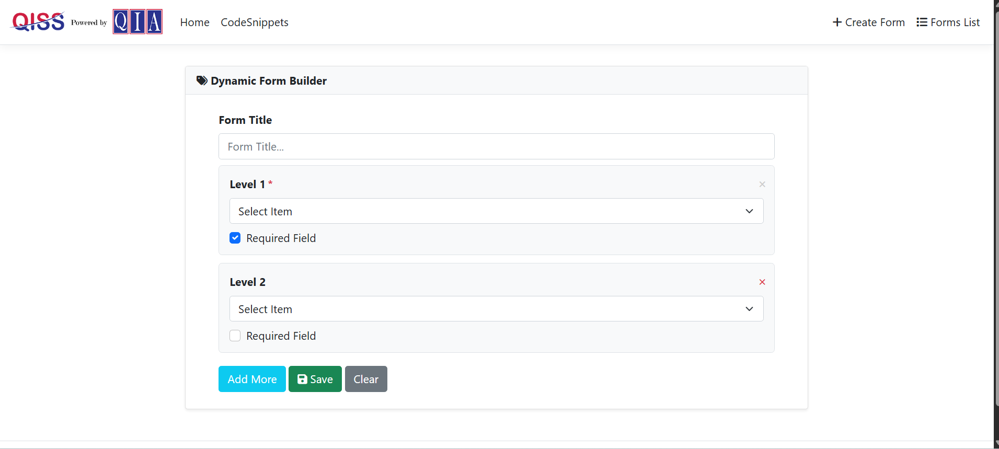 QISS Powered by QIA Home CodeSnippets Create Form Forms List
Dynamic Form Builder
Form Title
Form Title...
Level 1 *
Select Item
Required Field
Level 2
Select Item
Required Field
Add More Save Clear